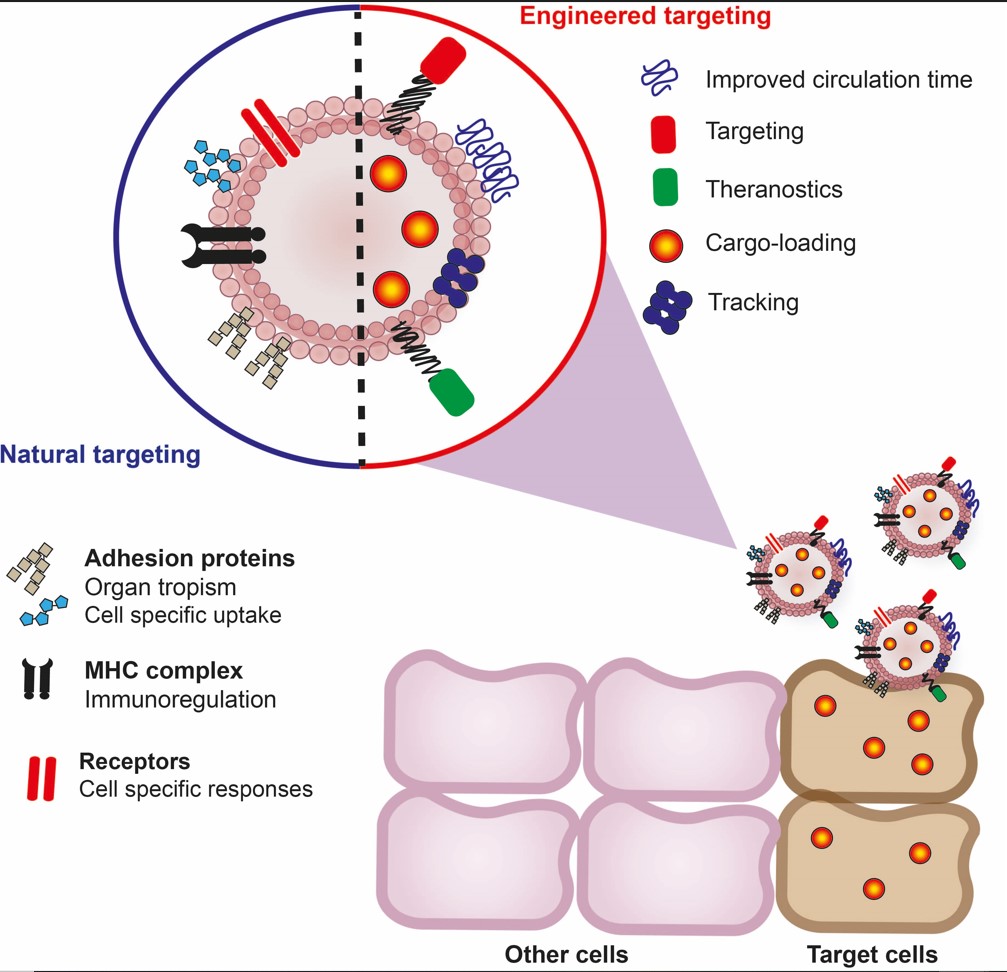 Engineered targeting
Improved circulation time
Targeting
Theranostics
Cargo-loading
Tracking
Natural targeting
Adhesion proteins
Organ tropism
Cell specific uptake
MHC complex
Immunoregulation
Receptors
Cell specific responses
Other cells
Target cells